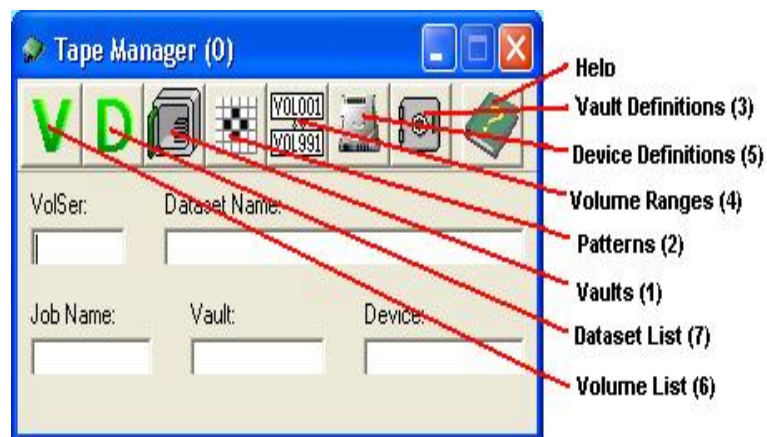 Tape Manager (0)
V D VOL001 VOL991 ?
VolSer: Dataset Name:
Job Name: Vault: Device:
Help
Vault Definitions (3)
Device Definitions (5)
Volume Ranges (4)
Patterns (2)
Vaults (1)
Dataset List (7)
Volume List (6)